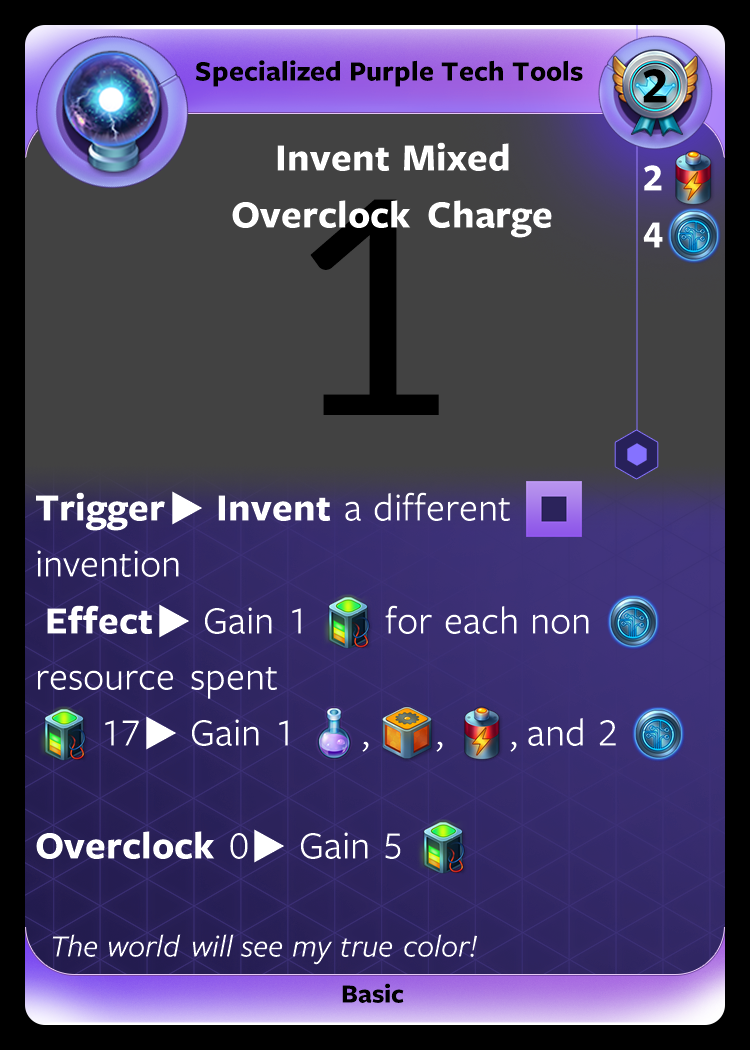 Specialized Purple Tech Tools
2
Invent Mixed
2
Overclock Charge
4
1
Trigger▶ Invent a different
invention
Effect▶ Gain 1 for each non
resource spent
17▶ Gain 1 , , , and 2
Overclock 0▶ Gain 5
The world will see my true color!
Basic